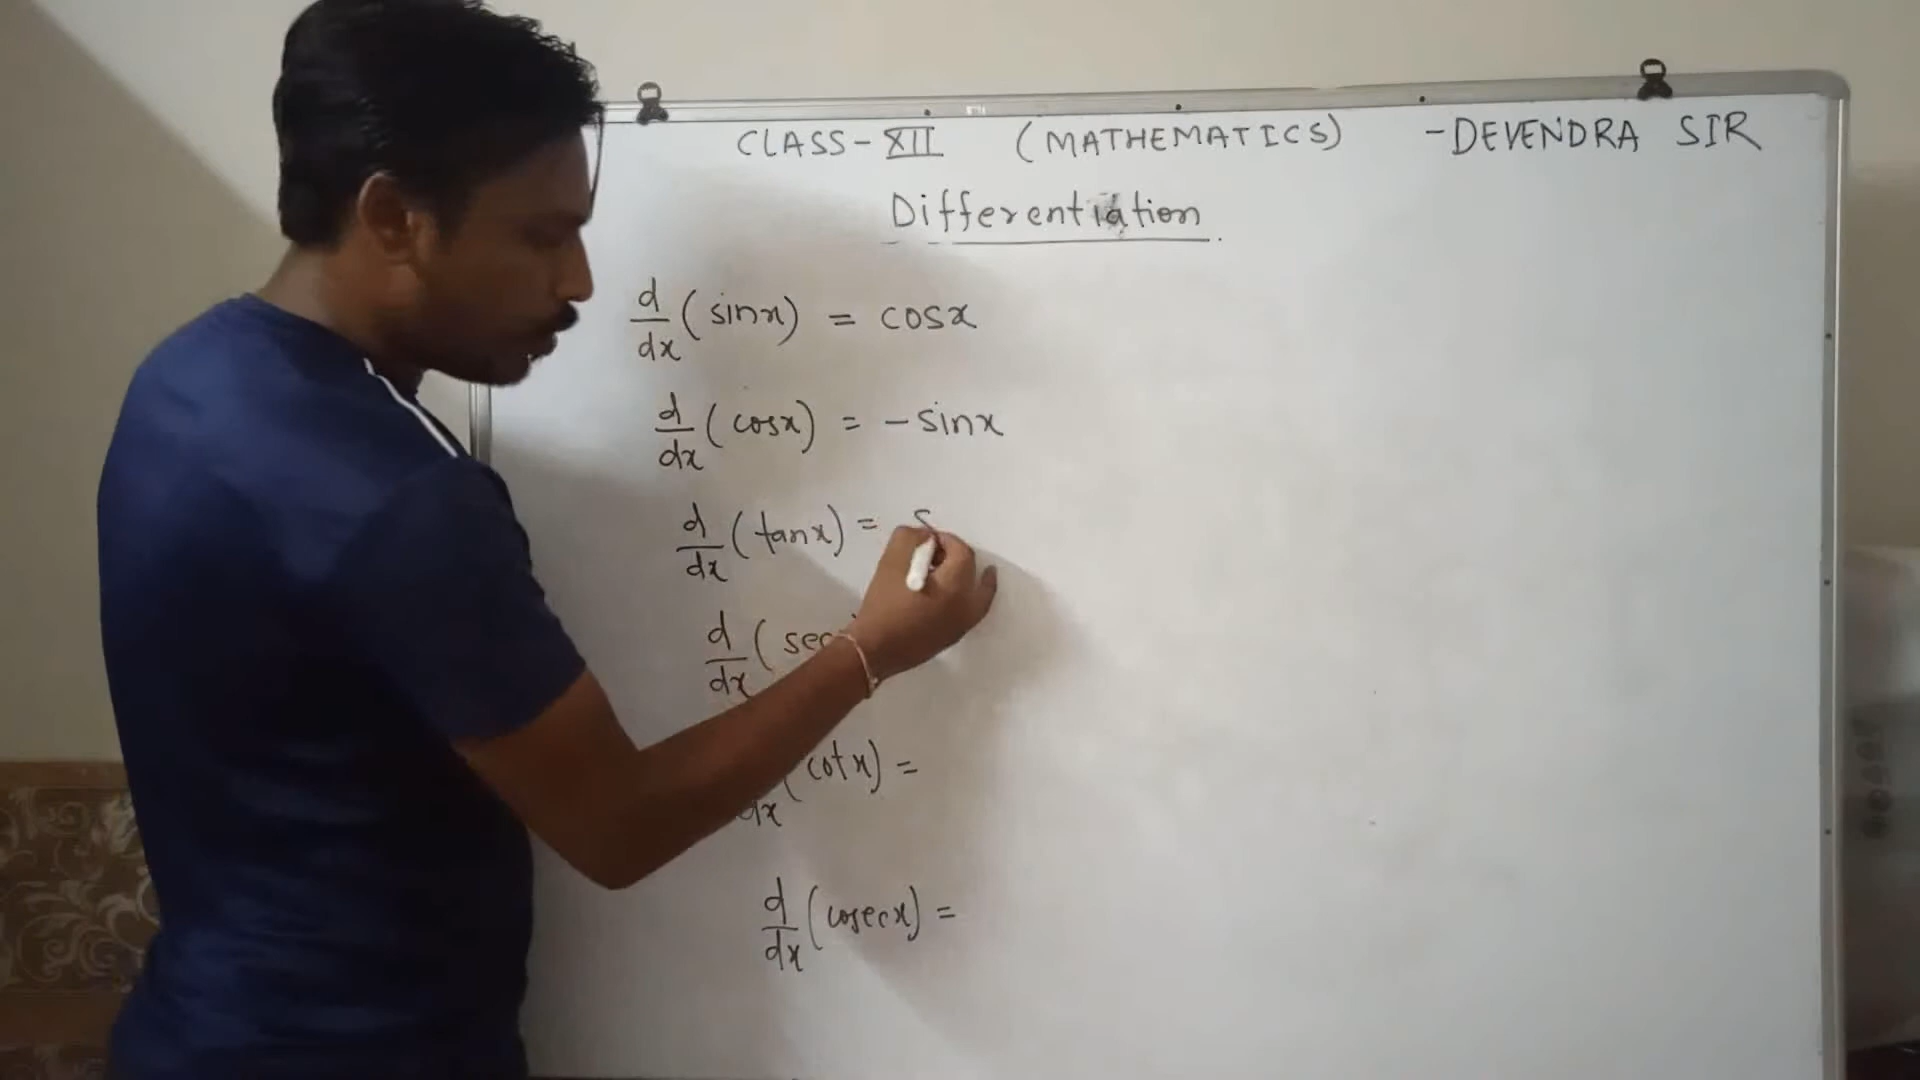 CLASS-XII (MATHEMATICS) -DEVENDRA SIR
Differentiation
d/dx (sinx) = cosx
d/dx (cosx) = -sinx
d/dx (tanx) = s
d/dx (sec
dx (cotx) =
d/dx (cosecx) =